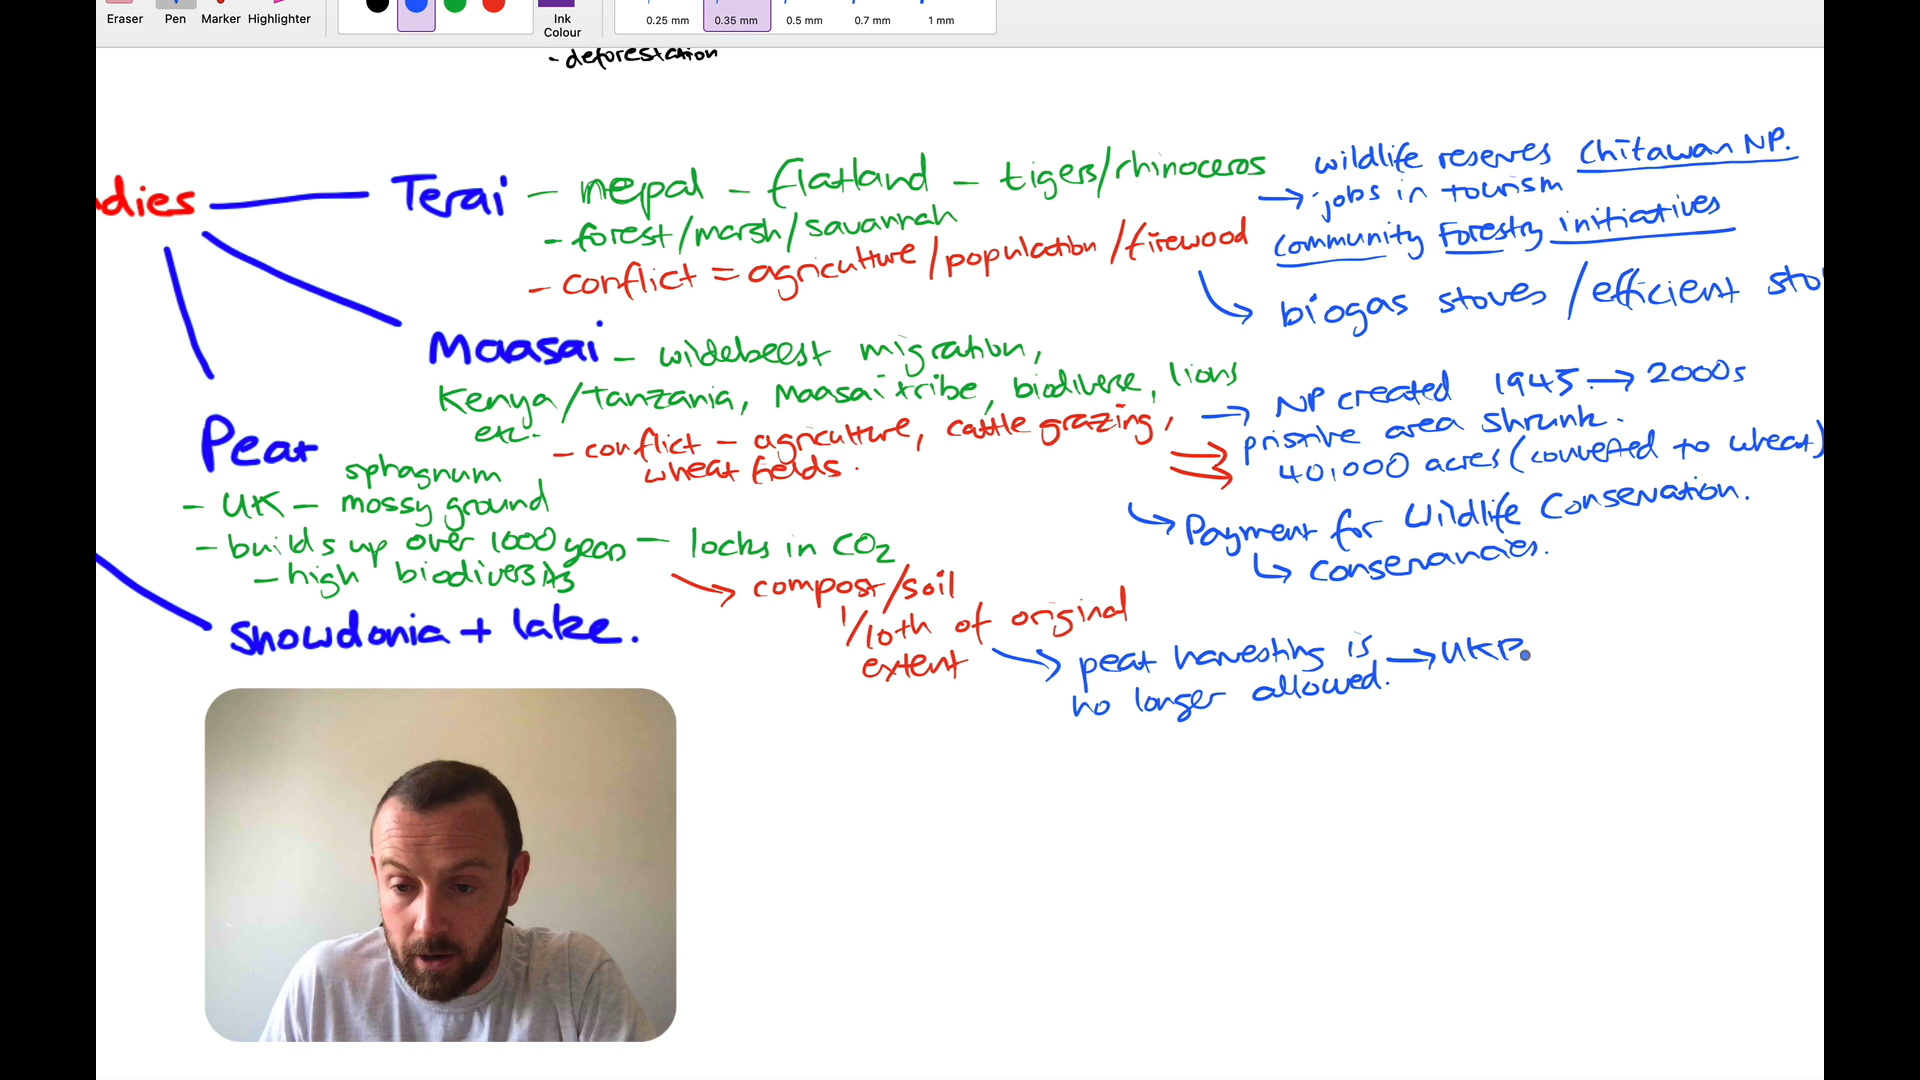 Eraser Pen Marker Highlighter Ink Colour 0.25 mm 0.35 mm 0.5 mm 0.7 mm 1 mm
- deforestation
dies
Terai - nepal - flatland - tigers/rhinoceros
- forest/marsh/savannah
- conflict = agriculture/population/firewood
wildlife reserves Chitawan NP.
→ jobs in tourism
community Forestry initiatives
biogas stoves / efficient sto
Maasai - wildebeest migration,
Kenya/Tanzania, Maasai tribe, biodiverse, lions
etc.
- conflict - agriculture, cattle grazing,
wheat fields.
→ NP created 1945 → 2000s
pristive area shrunk.
40,000 acres (converted to wheat)
Payment for Wildlife Conservation.
conservancies.
Peat
sphagnum
- UK - mossy ground
- builds up over 1000 years - locks in CO2
- high biodiversity
→ compost/soil
1/10th of original
extent
→ peat harvesting is → UKP
no longer allowed.
Snowdonia + lake.